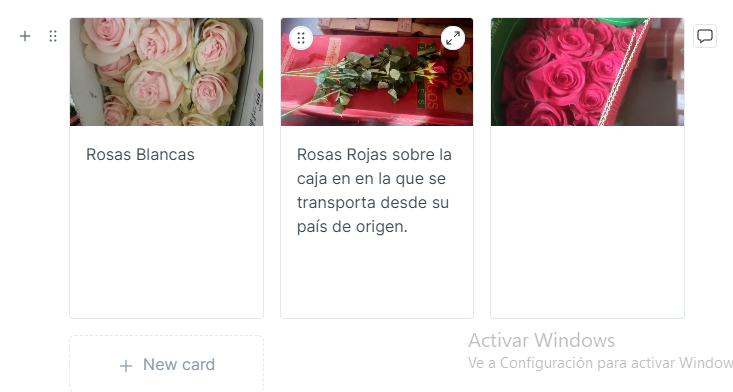 Rosas Blancas
Rosas Rojas sobre la
caja en en la que se
transporta desde su
país de origen.
New card
Activar Windows
Ve a Configuración para activar Window